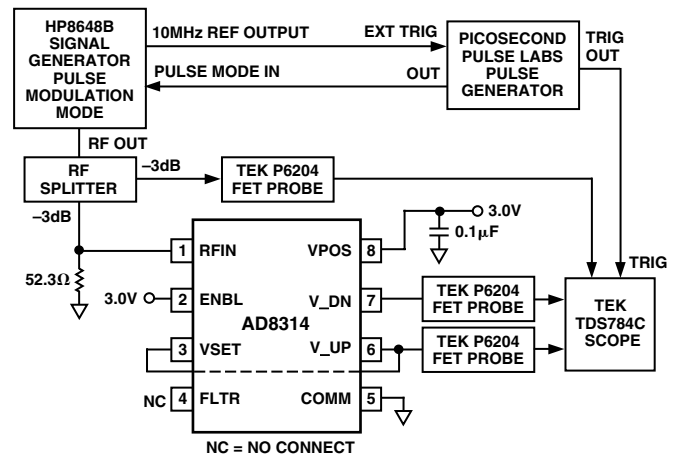 HP8648B
SIGNAL
GENERATOR
PULSE
MODULATION
MODE
10MHz REF OUTPUT
EXT TRIG
PULSE MODE IN
OUT
PICOSECOND
PULSE LABS
PULSE
GENERATOR
TRIG
OUT
RF OUT
RF
SPLITTER
–3dB
TEK P6204
FET PROBE
–3dB
52.3Ω
3.0V
0.1µF
1 RFIN
VPOS 8
3.0V
2 ENBL
V_DN 7
AD8314
3 VSET
V_UP 6
NC 4 FLTR
COMM 5
TEK P6204
FET PROBE
TEK P6204
FET PROBE
TRIG
TEK
TDS784C
SCOPE
NC = NO CONNECT